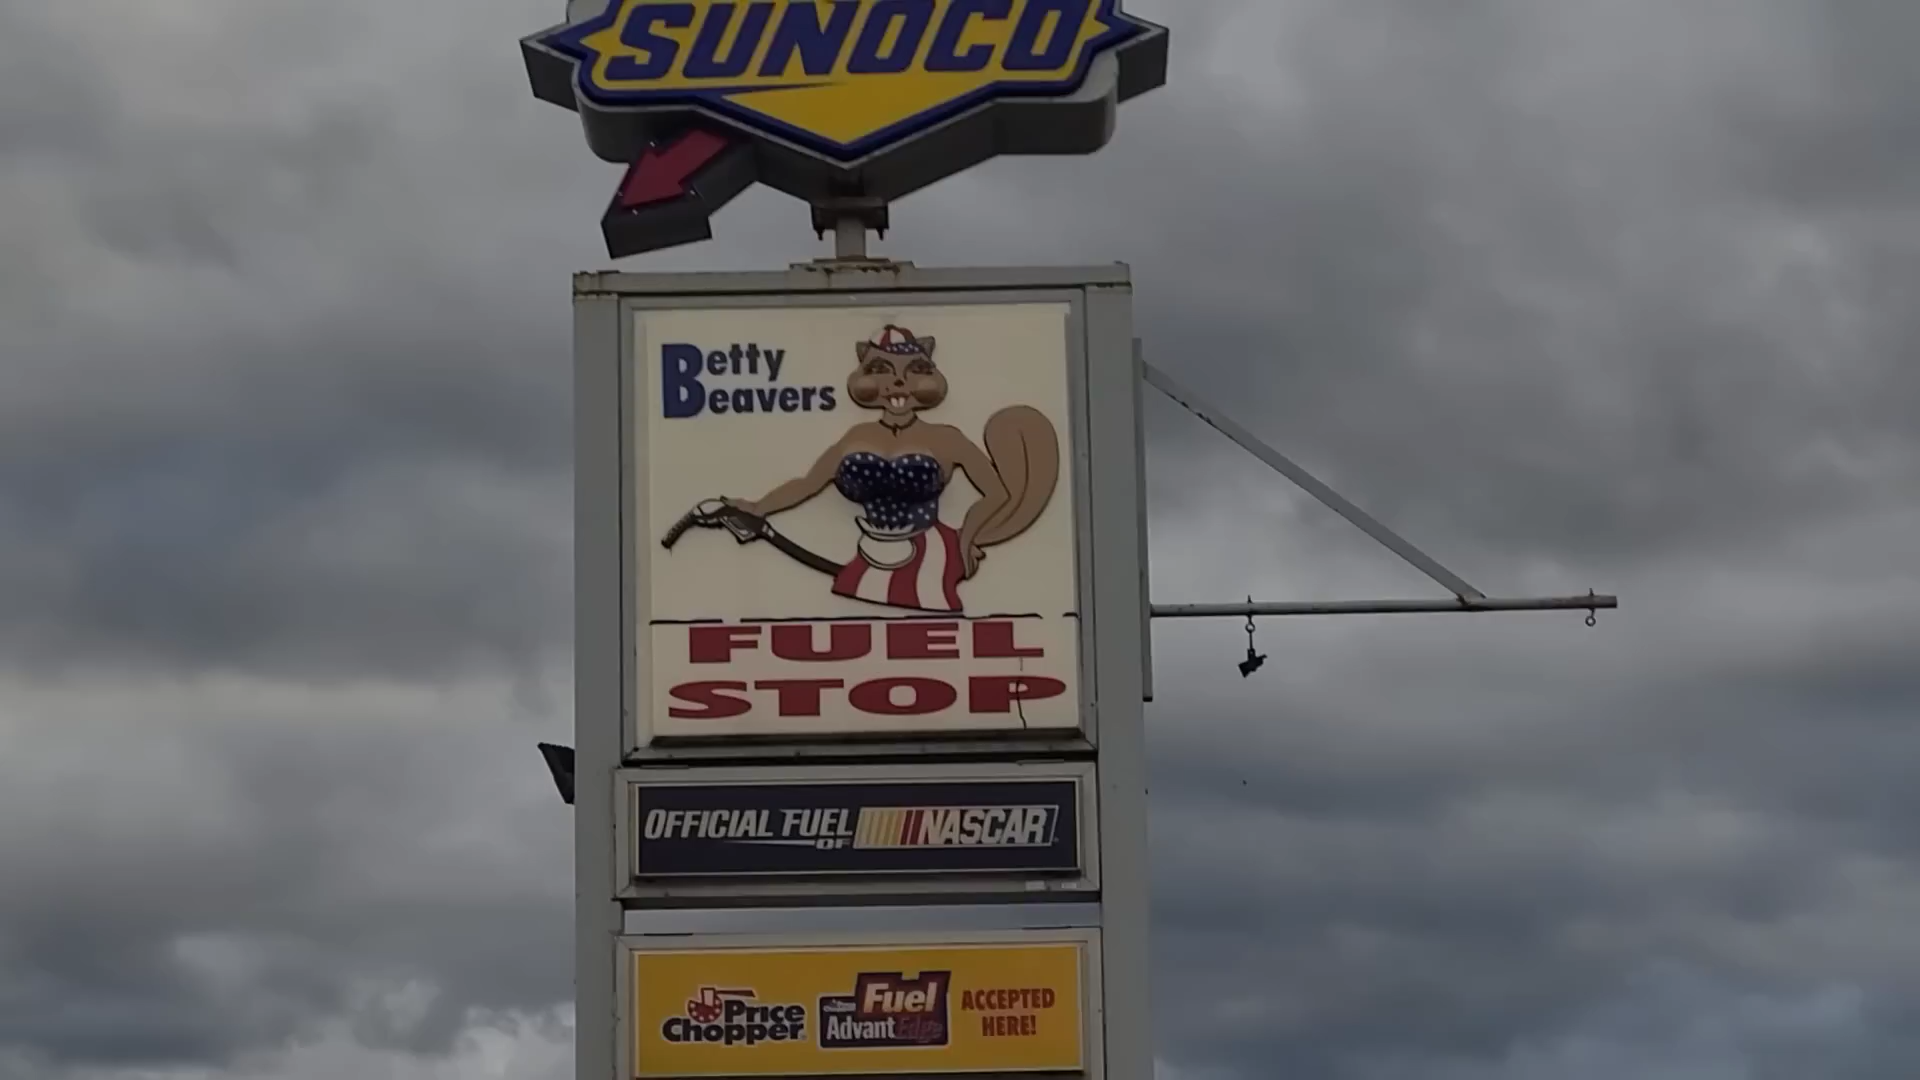 SUNOCO
Betty
Beavers
FUEL
STOP
OFFICIAL FUEL
OF
NASCAR
Price
Chopper
Fuel
AdvantEdge
ACCEPTED
HERE!